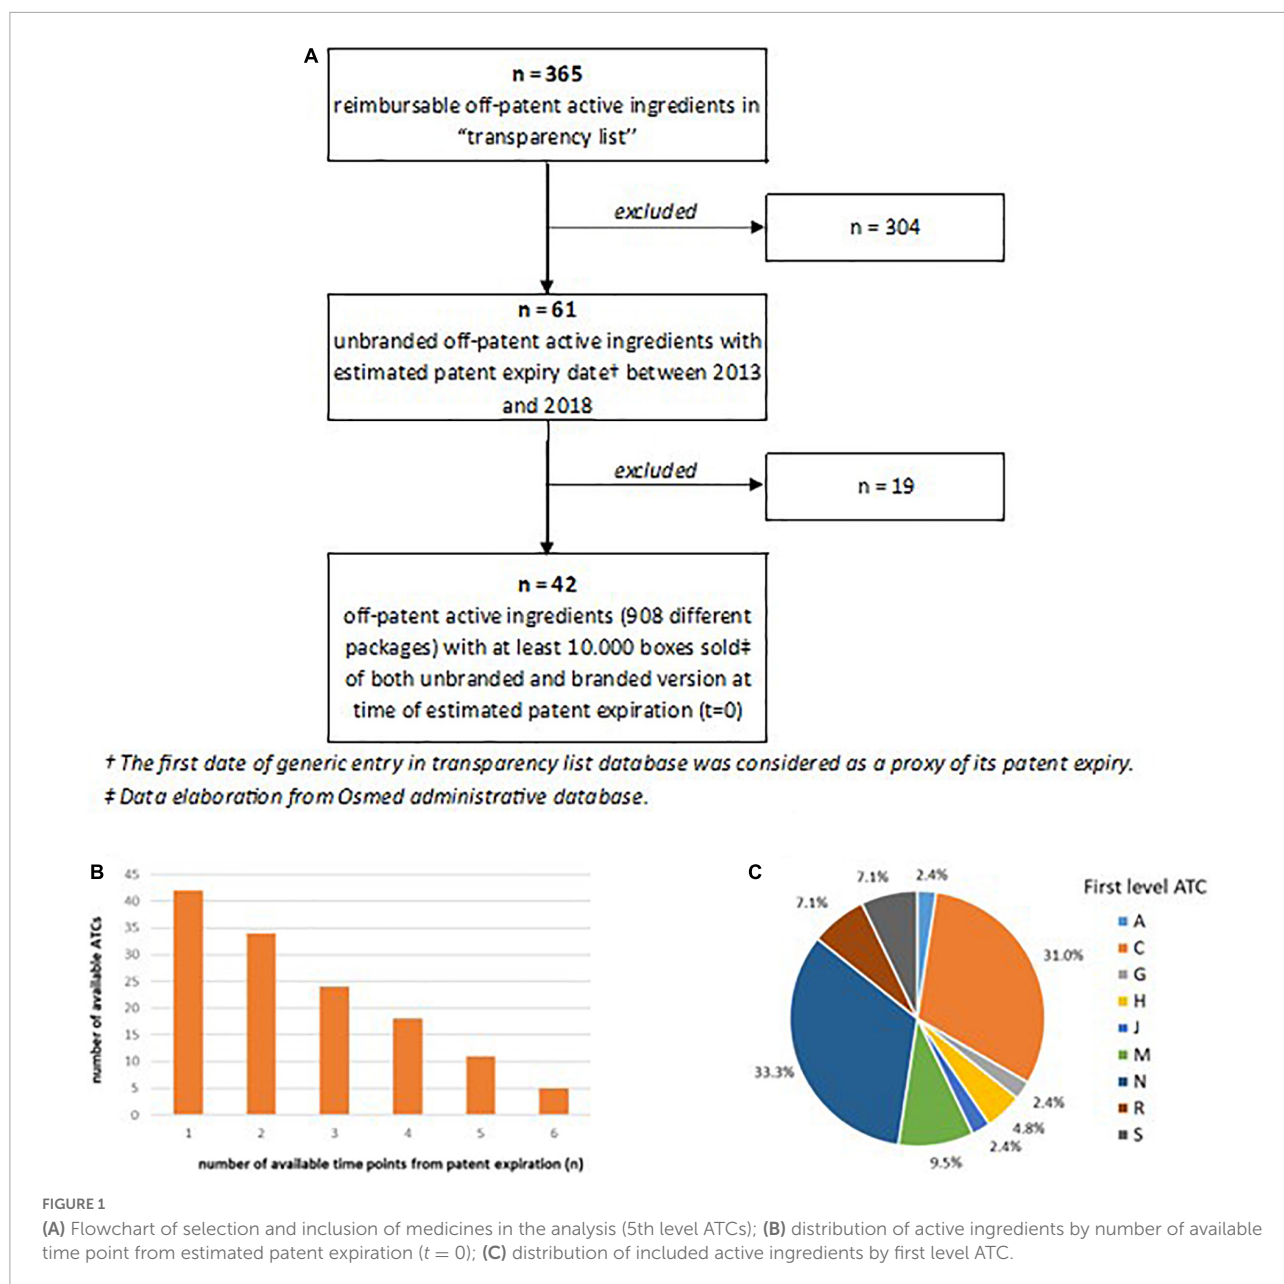 A
n = 365
reimbursable off-patent active ingredients in
“transparency list”
excluded
n = 304
n = 61
unbranded off-patent active ingredients with
estimated patent expiry date† between 2013
and 2018
excluded
n = 19
n = 42
off-patent active ingredients (908 different
packages) with at least 10.000 boxes sold‡
of both unbranded and branded version at
time of estimated patent expiration (t=0)
† The first date of generic entry in transparency list database was considered as a proxy of its patent expiry.
‡ Data elaboration from Osmed administrative database.
B
number of available ATCs
45
40
35
30
25
20
15
10
5
0
1 2 3 4 5 6
number of available time points from patent expiration (n)
C
7.1%
2.4%
7.1%
31.0%
33.3%
2.4%
4.8%
2.4%
9.5%
First level ATC
A
C
G
H
J
M
N
R
S
FIGURE 1
(A) Flowchart of selection and inclusion of medicines in the analysis (5th level ATCs); (B) distribution of active ingredients by number of available
time point from estimated patent expiration (t = 0); (C) distribution of included active ingredients by first level ATC.